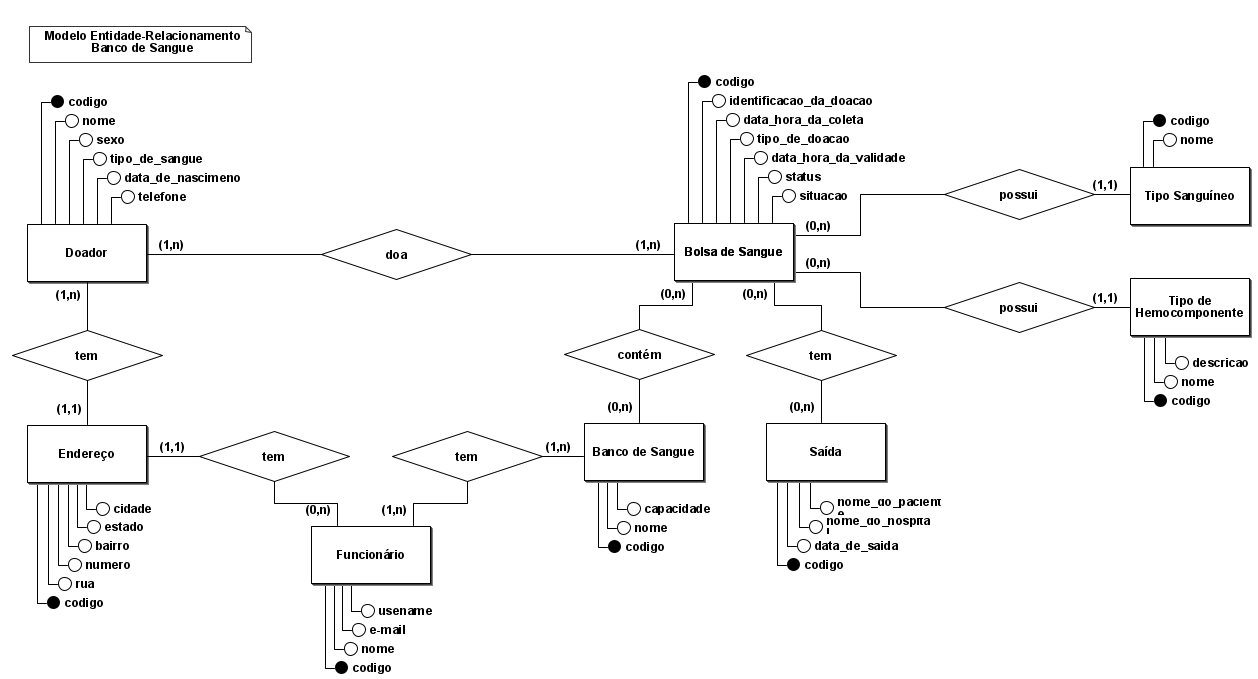 Modelo Entidade-Relacionamento
Banco de Sangue
codigo
nome
sexo
tipo_de_sangue
data_de_nascimeno
telefone
Doador
(1,n)
doa
(1,n)
codigo
identificacao_da_doacao
data_hora_da_coleta
tipo_de_doacao
data_hora_da_validade
status
situacao
Bolsa de Sangue
(0,n)
possui
(1,1)
codigo
nome
Tipo Sanguíneo
(0,n)
possui
(1,1)
Tipo de
Hemocomponente
descricao
nome
codigo
(1,n)
tem
(1,1)
Endereço
cidade
estado
bairro
numero
rua
codigo
(1,1)
tem
(0,n)
Funcionário
usename
e-mail
nome
codigo
(1,n)
tem
(1,n)
(0,n)
contém
(0,n)
Banco de Sangue
capacidade
nome
codigo
(0,n)
tem
(0,n)
Saída
nome_do_pacient
e
nome_do_hospita
l
data_de_saida
codigo